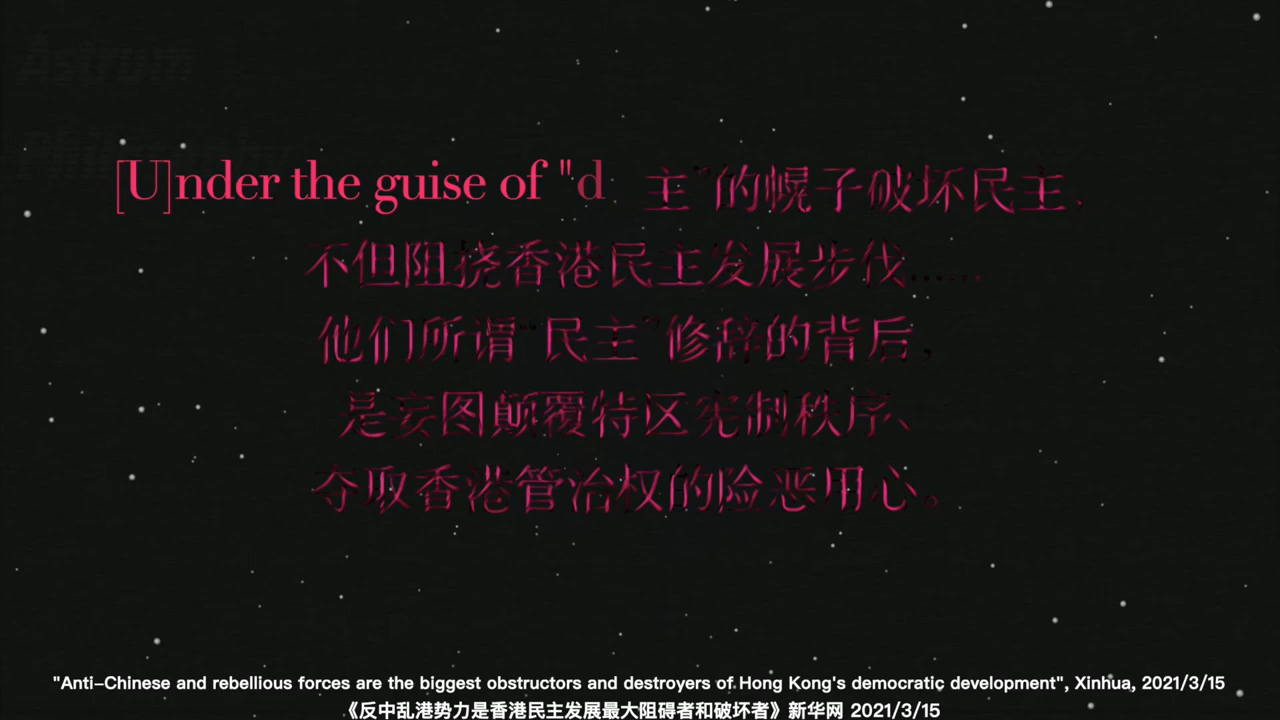 [U]nder the guise of "d 主”的幌子破坏民主,
不但阻挠香港民主发展步伐……
他们所谓“民主”修辞的背后,
是妄图颠覆特区宪制秩序、
夺取香港管治权的险恶用心。
"Anti-Chinese and rebellious forces are the biggest obstructors and destroyers of Hong Kong's democratic development", Xinhua, 2021/3/15
《反中乱港势力是香港民主发展最大阻碍者和破坏者》新华网 2021/3/15